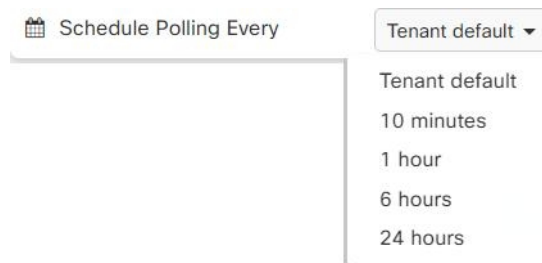 Schedule Polling Every Tenant default
Tenant default
10 minutes
1 hour
6 hours
24 hours